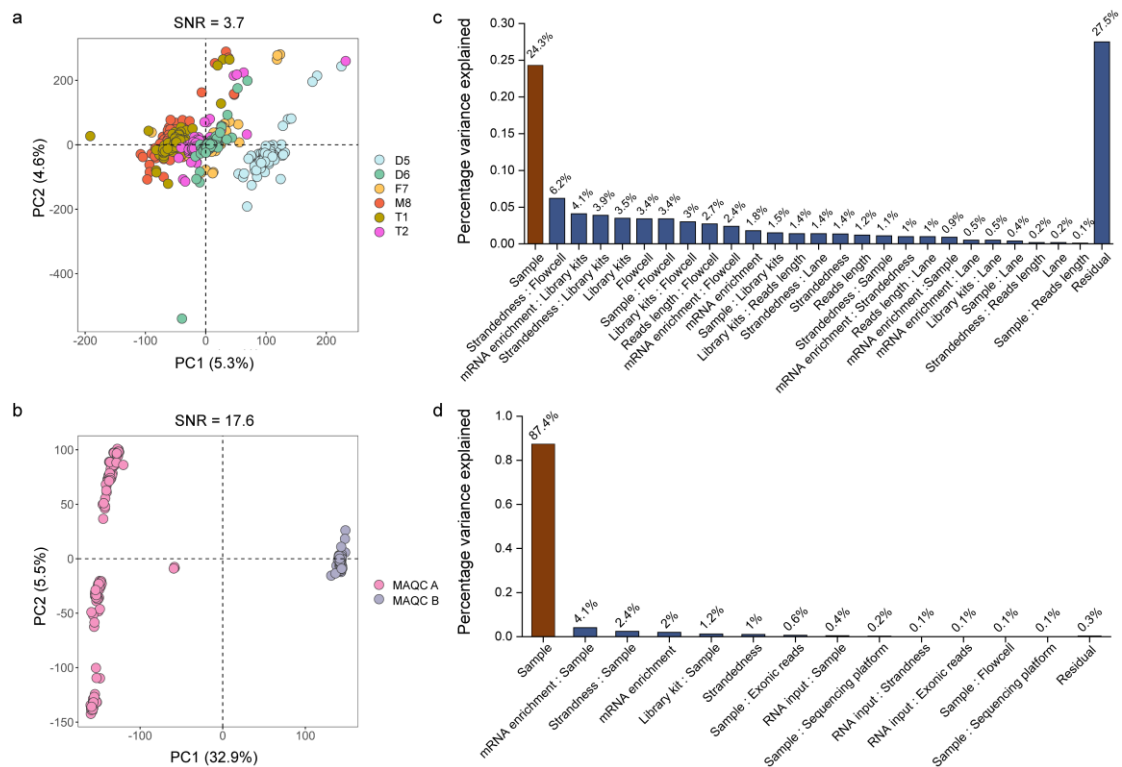 a
SNR = 3.7
200
0
-200
-400
-200
-100
0
100
200
PC2 (4.6%)
PC1 (5.3%)
D5
D6
F7
M8
T1
T2
b
SNR = 17.6
100
50
0
-50
-100
-150
-100
0
100
PC2 (5.5%)
PC1 (32.9%)
MAQC A
MAQC B
c
Percentage variance explained
0.30
0.25
0.20
0.15
0.10
0.05
0.00
24.3%
6.2%
4.1%
3.9%
3.5%
3.4%
3.4%
3%
2.7%
2.4%
1.8%
1.5%
1.4%
1.4%
1.4%
1.2%
1.1%
1%
1%
0.9%
0.5%
0.5%
0.4%
0.2%
0.2%
0.1%
27.5%
Sample
Strandedness : Flowcell
mRNA enrichment : Library kits
Strandedness : Library kits
Library kits
Flowcell
Sample : Flowcell
Library kits : Flowcell
Reads length : Flowcell
mRNA enrichment : Flowcell
mRNA enrichment
Sample : Library kits
Library kits : Reads length
Strandedness : Lane
Strandedness
Reads length
Strandedness : Sample
mRNA enrichment : Strandedness
Reads length : Lane
mRNA enrichment :Sample
mRNA enrichment : Lane
Library kits : Lane
Sample : Lane
Strandedness : Reads length
Lane
Sample : Reads length
Residual
d
Percentage variance explained
1.0
0.8
0.6
0.4
0.2
0.0
87.4%
4.1%
2.4%
2%
1.2%
1%
0.6%
0.4%
0.2%
0.1%
0.1%
0.1%
0.1%
0.3%
Sample
mRNA enrichment : Sample
Strandness : Sample
mRNA enrichment
Library kit : Sample
Strandedness
Sample : Exonic reads
RNA input : Sample
Sample : Sequencing platform
RNA input : Strandness
RNA input : Exonic reads
Sample : Flowcell
Sample : Sequencing platform
Residual